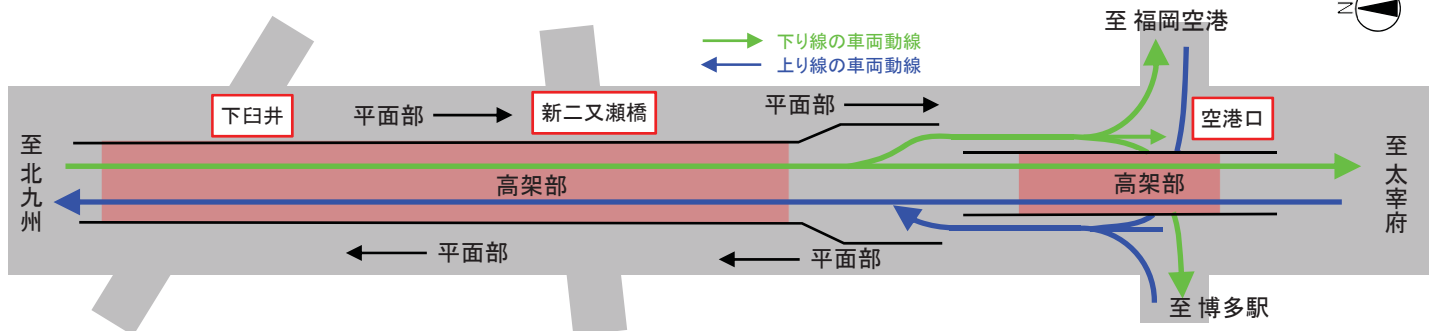 至 福岡空港
N
下り線の車両動線
上り線の車両動線
下臼井
平面部
新二又瀬橋
平面部
空港口
至北九州
高架部
高架部
至太宰府
平面部
平面部
至 博多駅